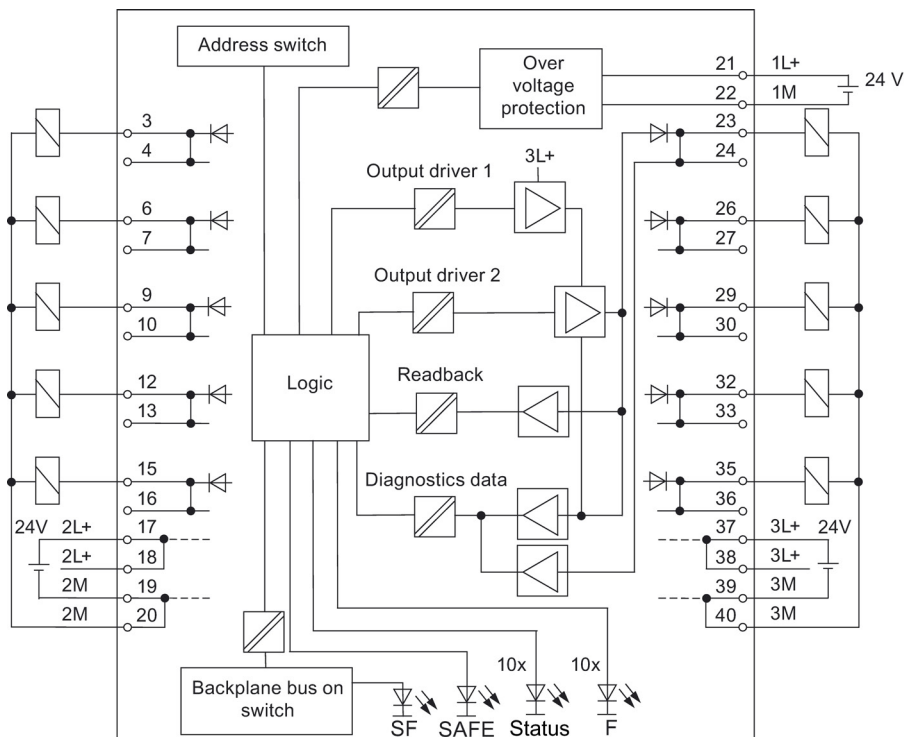 Address switch
Over
voltage
protection
21 1L+
24 V
22 1M
3
23
4
24
3L+
Output driver 1
6
26
7
27
Output driver 2
9
29
10
30
Logic
Readback
12
32
13
33
Diagnostics data
15
35
16
36
24V 2L+ 17
37 3L+ 24V
2L+ 18
38 3L+
2M 19
39 3M
2M 20
40 3M
10x 10x
Backplane bus on
switch
SF SAFE Status F